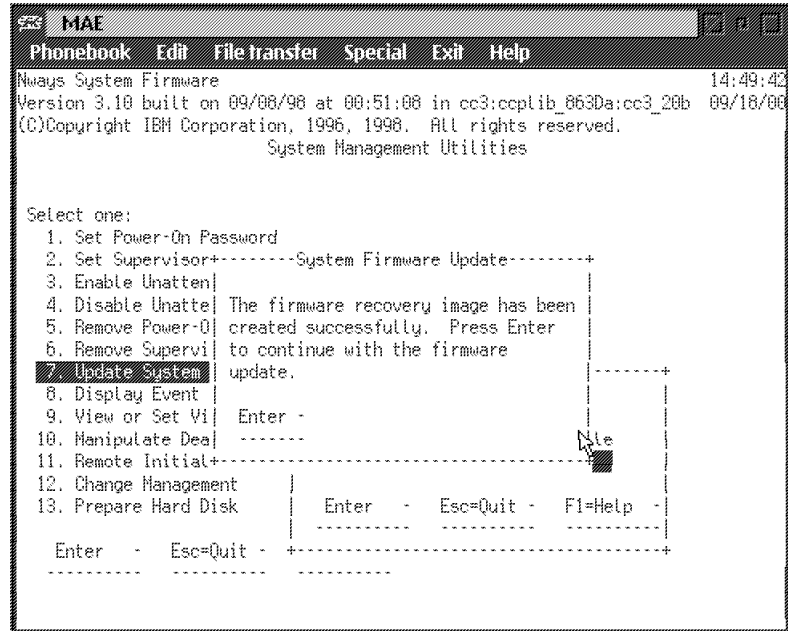 MAE
Phonebook Edit File transfer Special Exit Help
Nways System Firmware 14:49:42
Version 3.10 built on 09/08/98 at 00:51:08 in cc3:ccplib_863Da:cc3_20b 09/18/00
(C)Copyright IBM Corporation, 1996, 1998. All rights reserved.
System Management Utilities
Select one:
1. Set Power-On Password
2. Set Supervisor+--------System Firmware Update--------+
3. Enable Unatten|
4. Disable Unatte| The firmware recovery image has been |
5. Remove Power-O| created successfully. Press Enter |
6. Remove Supervi| to continue with the firmware |
7. Update System | update. |-------+
8. Display Event | | |
9. View or Set Vi| Enter - | |
10. Manipulate Dea| ------- le |
11. Remote Initial+--------------------------------+ |
12. Change Management | |
13. Prepare Hard Disk | Enter - Esc=Quit - F1=Help -|
| ---------- ---------- ----------|
Enter - Esc=Quit - +---------------------------------------+
---------- ---------- ----------